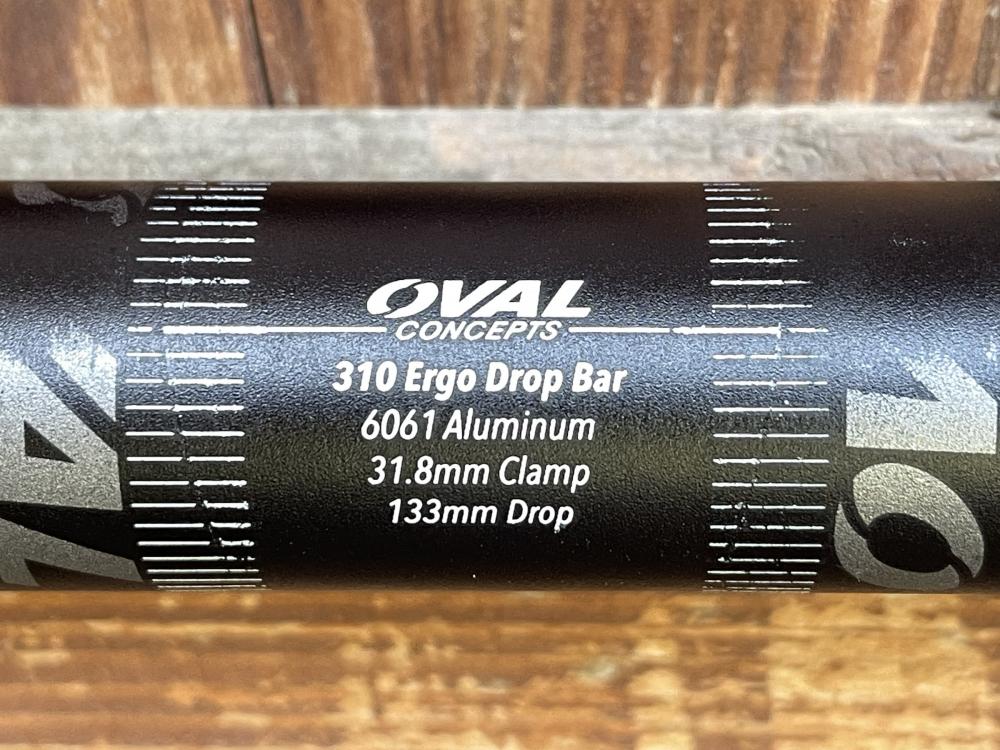 OVAL
CONCEPTS
310 Ergo Drop Bar
6061 Aluminum
31.8mm Clamp
133mm Drop